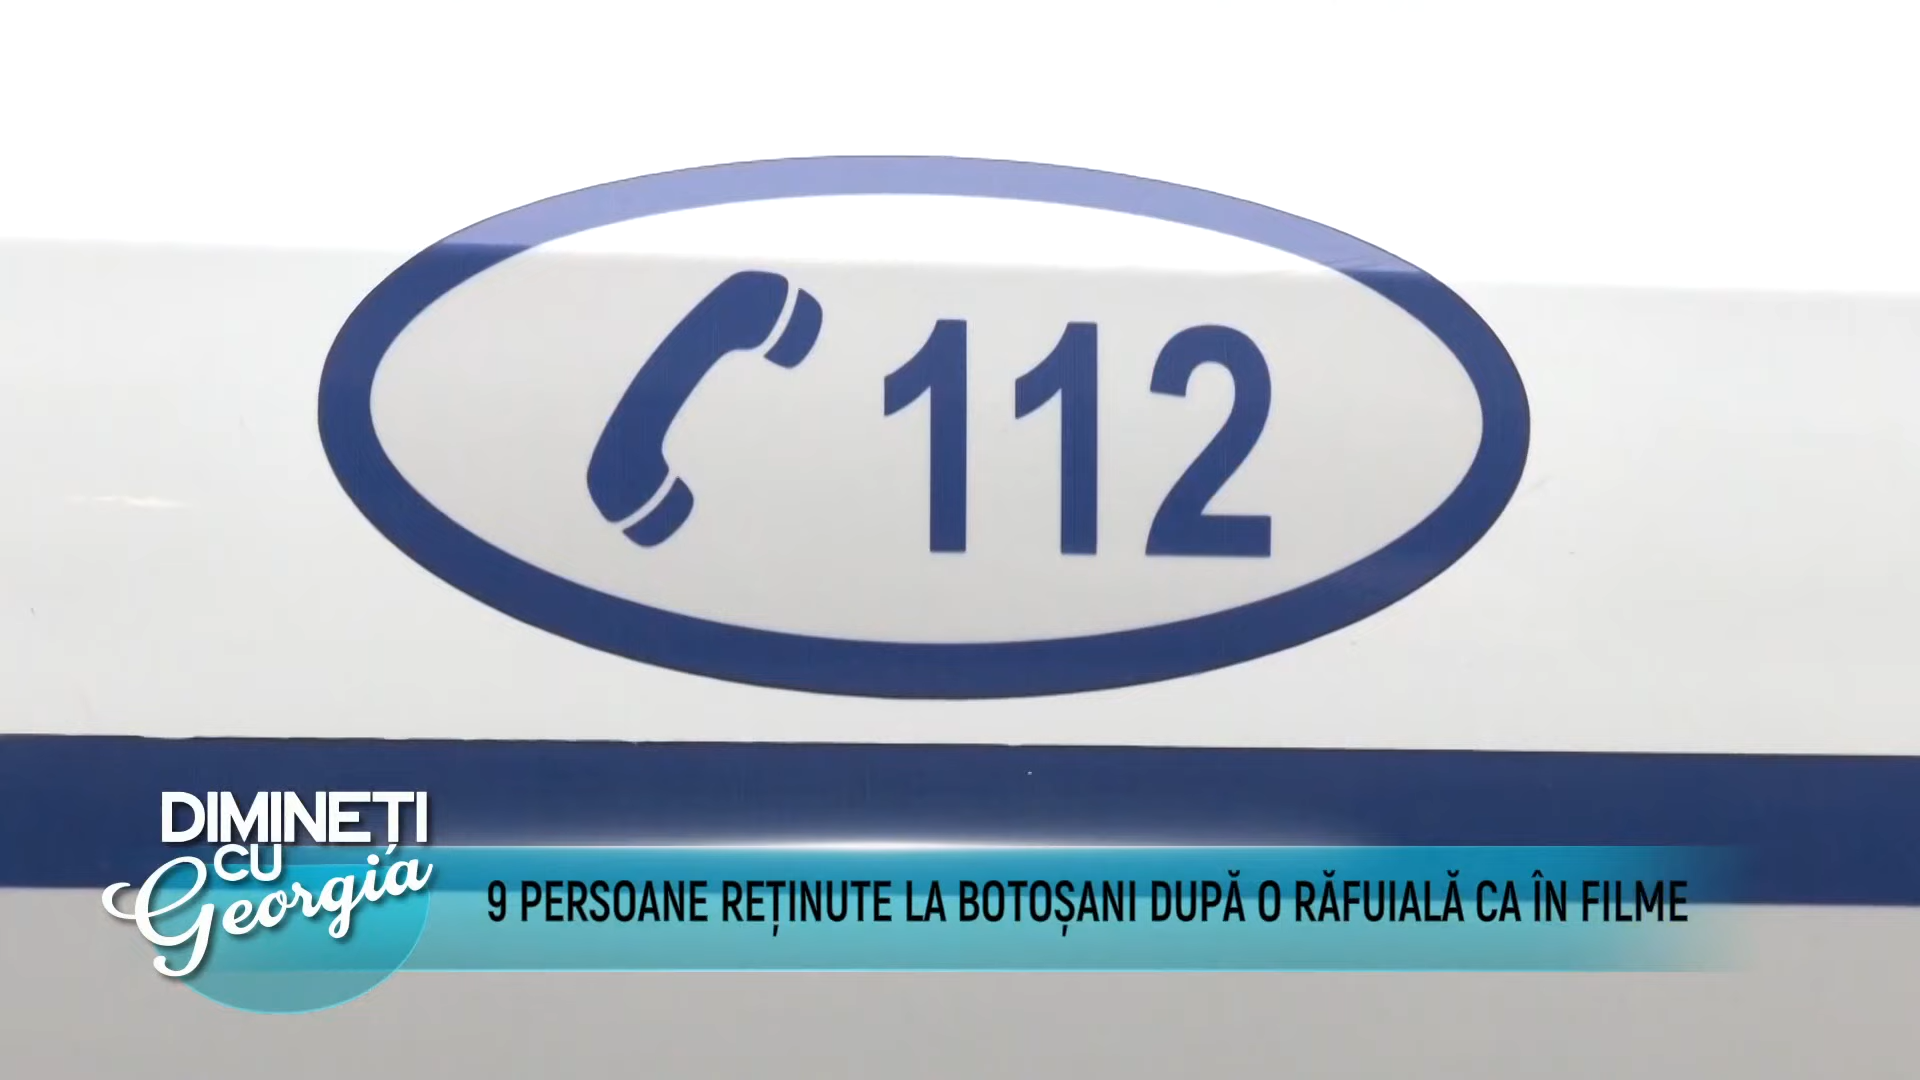 112
DIMINEȚI
CU
Georgia
9 PERSOANE REȚINUTE LA BOTOȘANI DUPĂ O RĂFUIALĂ CA ÎN FILME